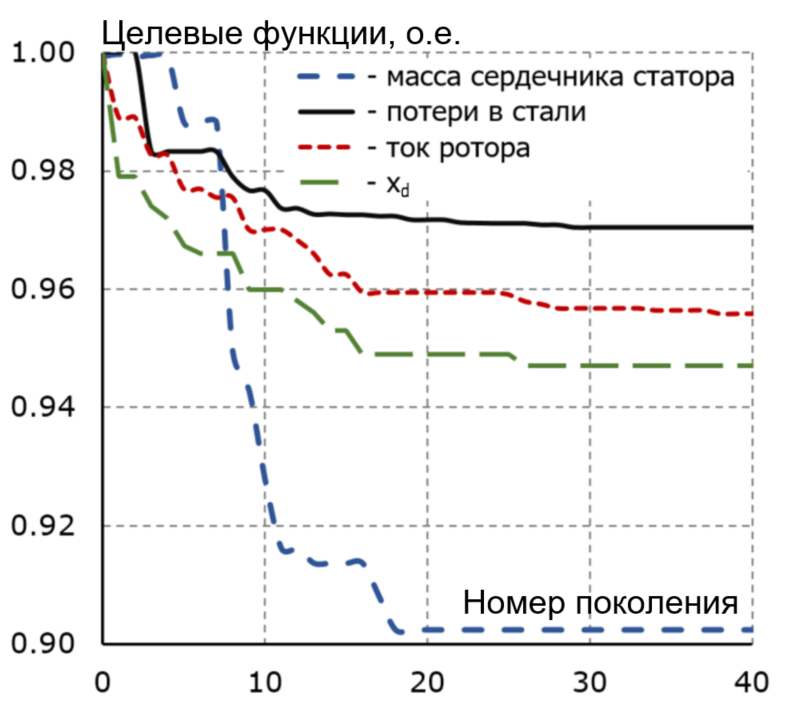 Целевые функции, о.е.
1.00
- масса сердечника статора
- потери в стали
- ток ротора
- xd
0.98
0.96
0.94
0.92
Номер поколения
0.90
0 10 20 30 40